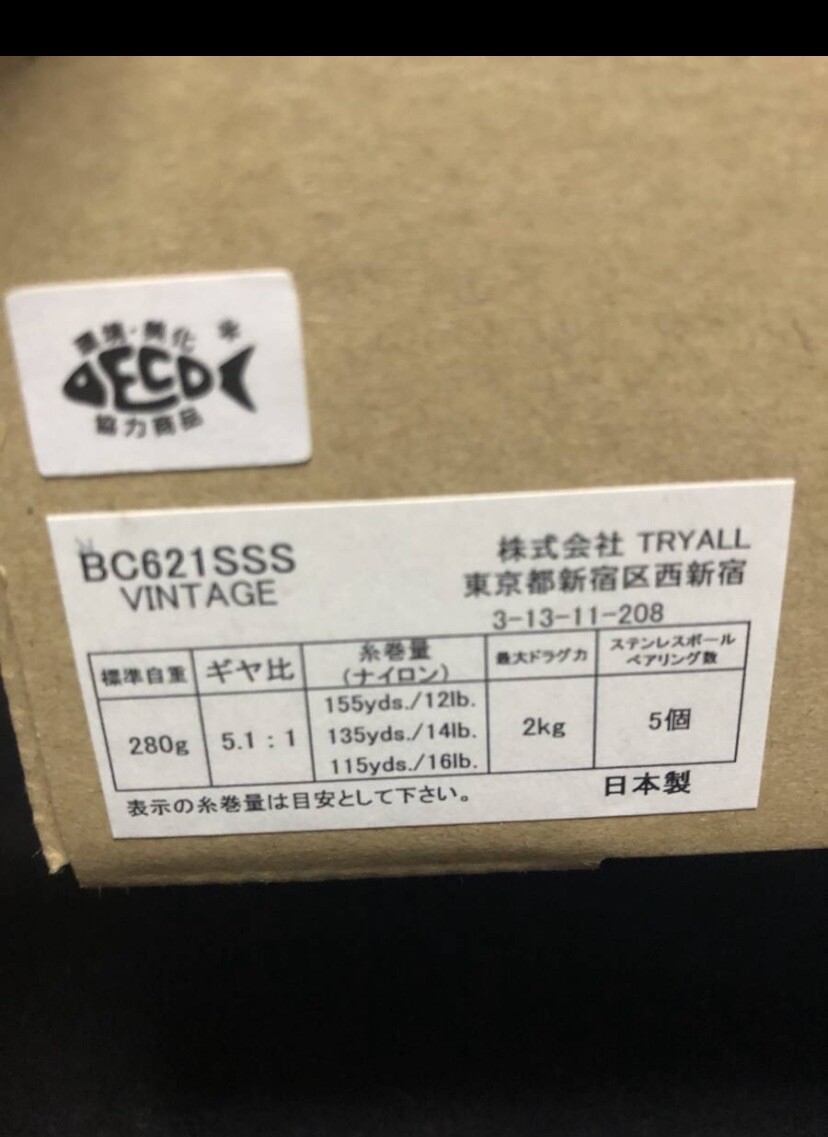 環境・美化
ECO
協力商品
BC621SSS
VINTAGE
株式会社 TRYALL
東京都新宿区西新宿
3-13-11-208
標準自重
ギヤ比
糸巻量
(ナイロン)
最大ドラグ力
ステンレスボール
ベアリング数
280g
5.1：1
155yds./12lb.
135yds./14lb.
115yds./16lb.
2kg
5個
表示の糸巻量は目安として下さい。
日本製